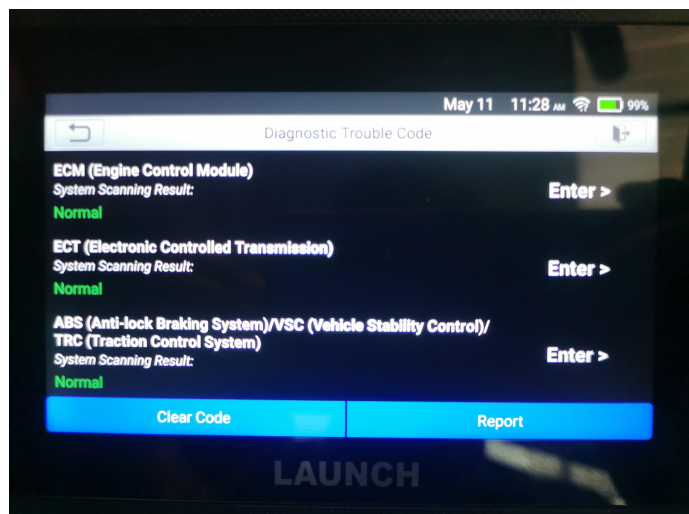 May 11 11:28 AM 99%
Diagnostic Trouble Code
ECM (Engine Control Module)
System Scanning Result:
Enter >
Normal
ECT (Electronic Controlled Transmission)
System Scanning Result:
Enter >
Normal
ABS (Anti-lock Braking System)/VSC (Vehicle Stability Control)/
TRC (Traction Control System)
System Scanning Result:
Enter >
Normal
Clear Code Report
LAUNCH